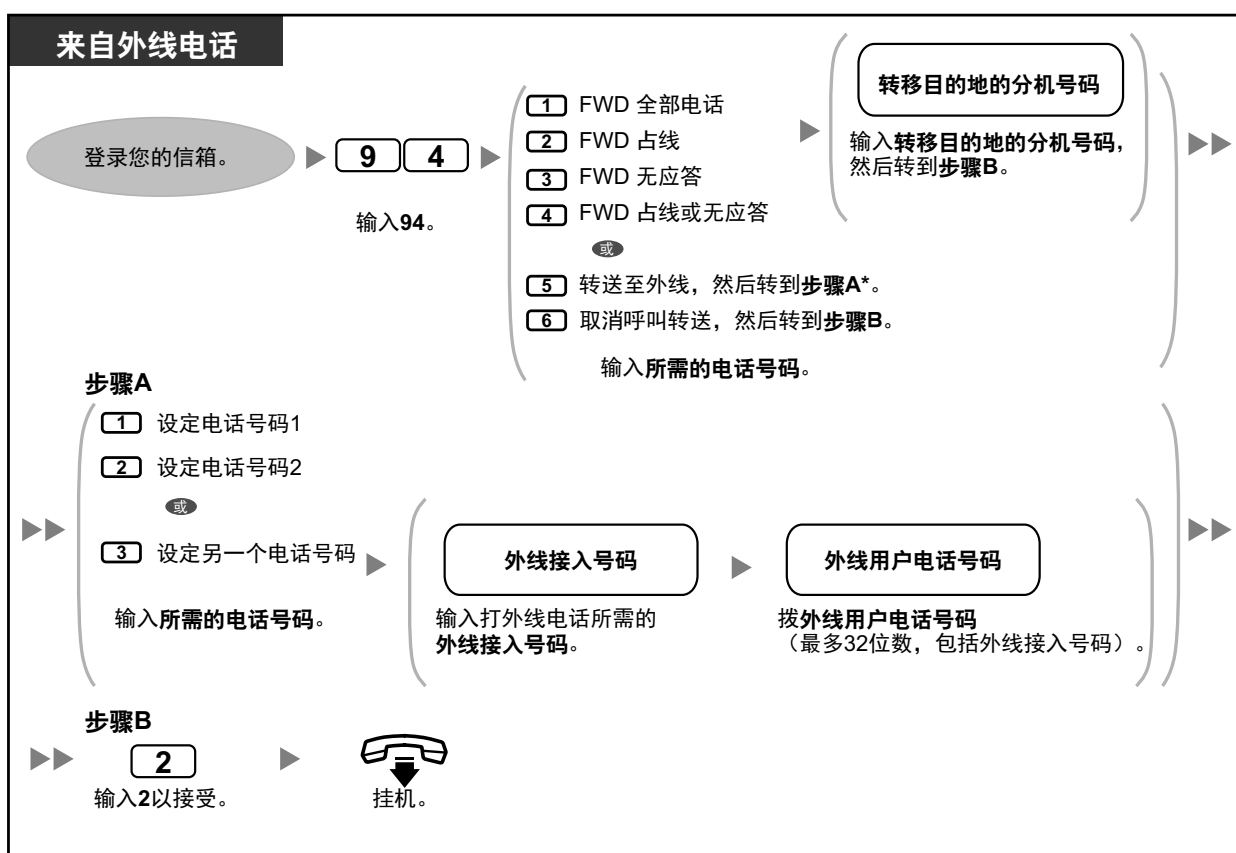 来自外线电话
登录您的信箱。
9 4
输入94。
1 FWD 全部电话
2 FWD 占线
3 FWD 无应答
4 FWD 占线或无应答
或
5 转送至外线，然后转到步骤A*。
6 取消呼叫转送，然后转到步骤B。
输入所需的电话号码。
转移目的地的分机号码
输入转移目的地的分机号码，
然后转到步骤B。
步骤A
1 设定电话号码1
2 设定电话号码2
或
3 设定另一个电话号码
输入所需的电话号码。
外线接入号码
输入打外线电话所需的
外线接入号码。
外线用户电话号码
拨外线用户电话号码
（最多32位数，包括外线接入号码）。
步骤B
2
输入2以接受。
挂机。